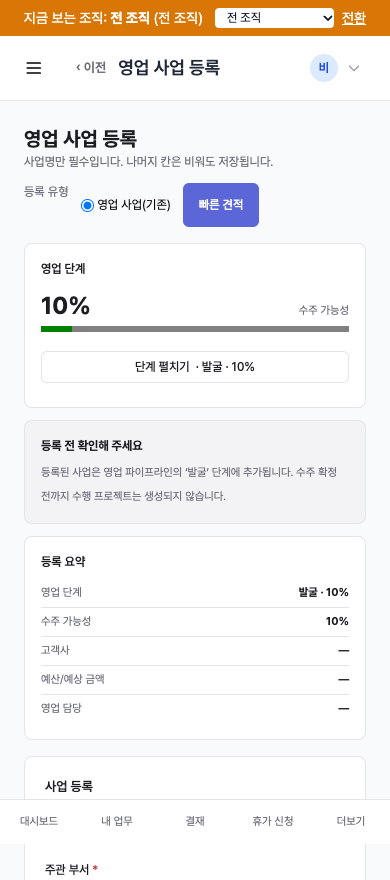 지금 보는 조직: 전 조직 (전 조직) 전 조직 전환
‹ 이전 영업 사업 등록 비
영업 사업 등록
사업명만 필수입니다. 나머지 칸은 비워도 저장됩니다.
등록 유형 영업 사업(기존) 빠른 견적
영업 단계
10% 수주 가능성
단계 펼치기 · 발굴 · 10%
등록 전 확인해 주세요
등록된 사업은 영업 파이프라인의 ‘발굴’ 단계에 추가됩니다. 수주 확정
전까지 수행 프로젝트는 생성되지 않습니다.
등록 요약
영업 단계 발굴 · 10%
수주 가능성 10%
고객사 —
예산/예상 금액 —
영업 담당 —
사업 등록
대시보드 내 업무 결재 휴가 신청 더보기
주관 부서 *